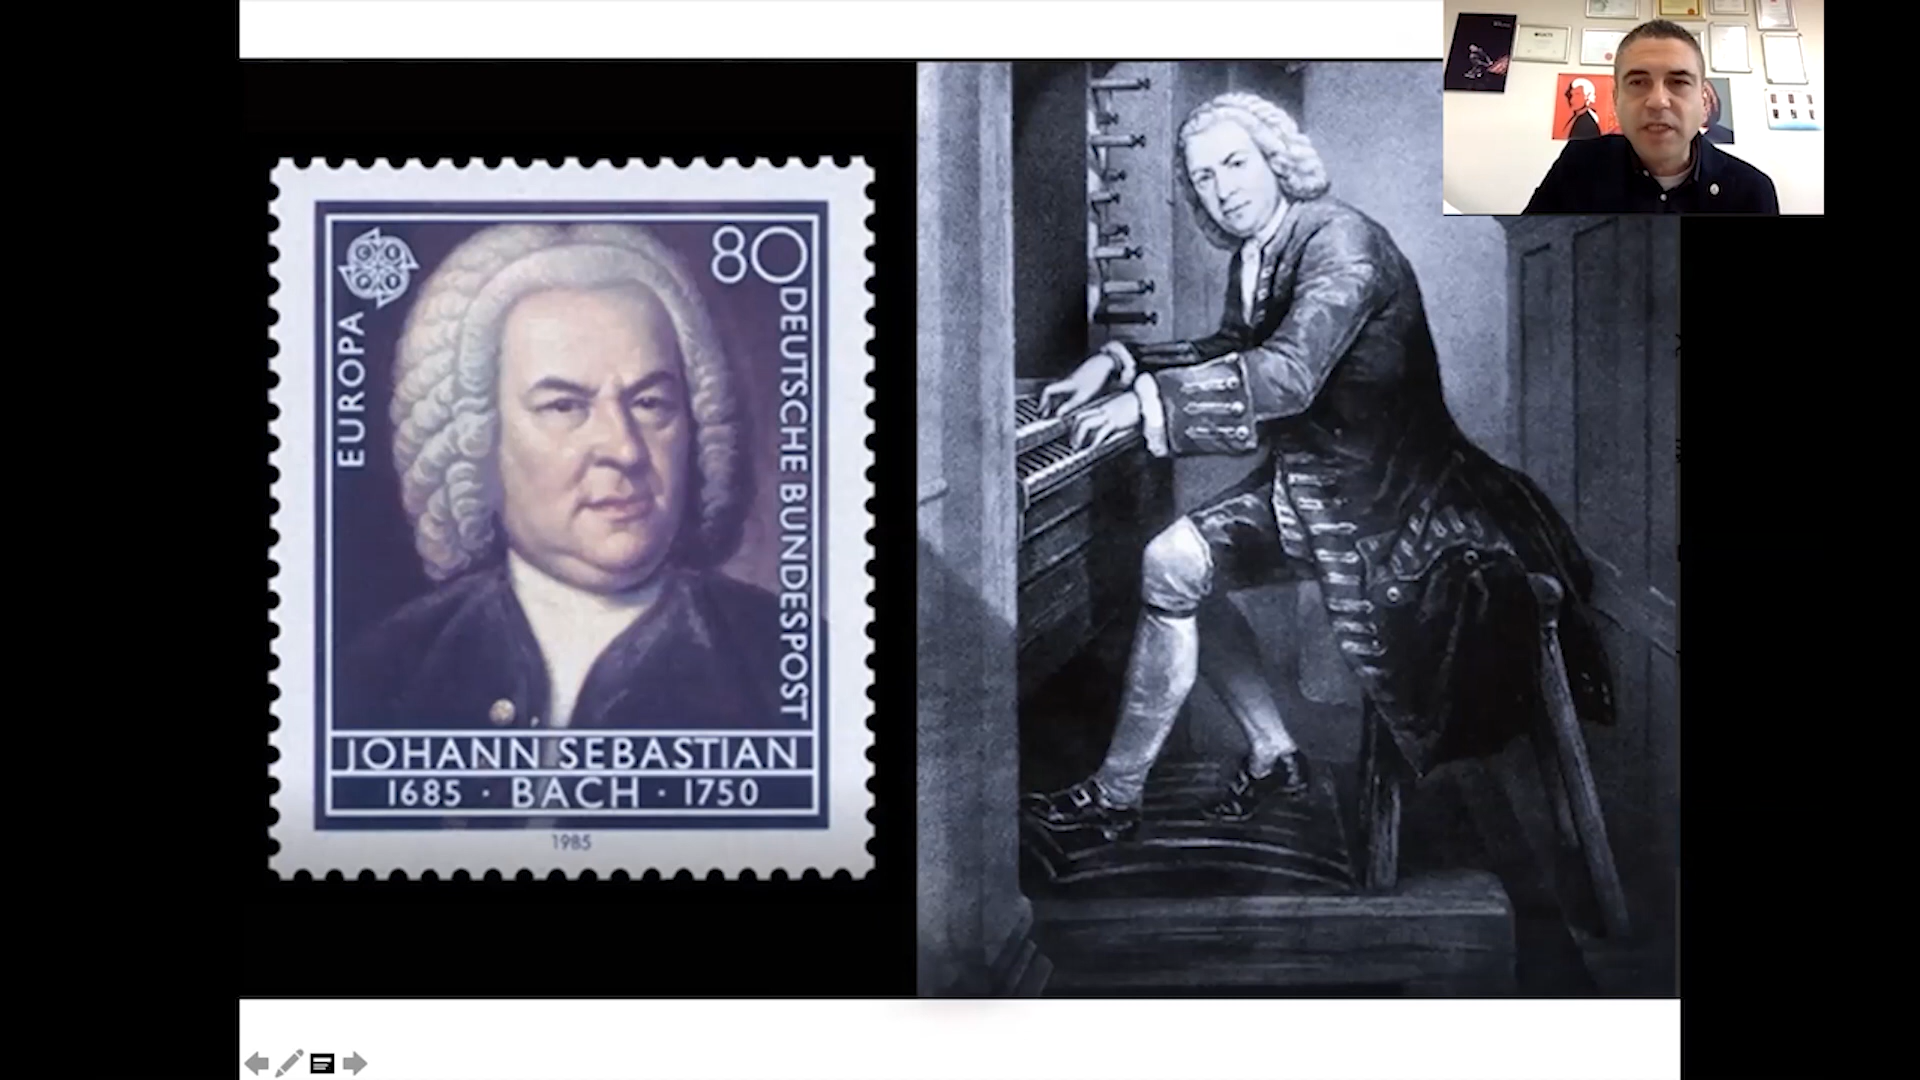 80
EUROPA
DEUTSCHE BUNDESPOST
JOHANN SEBASTIAN
1685 · BACH · 1750
1985